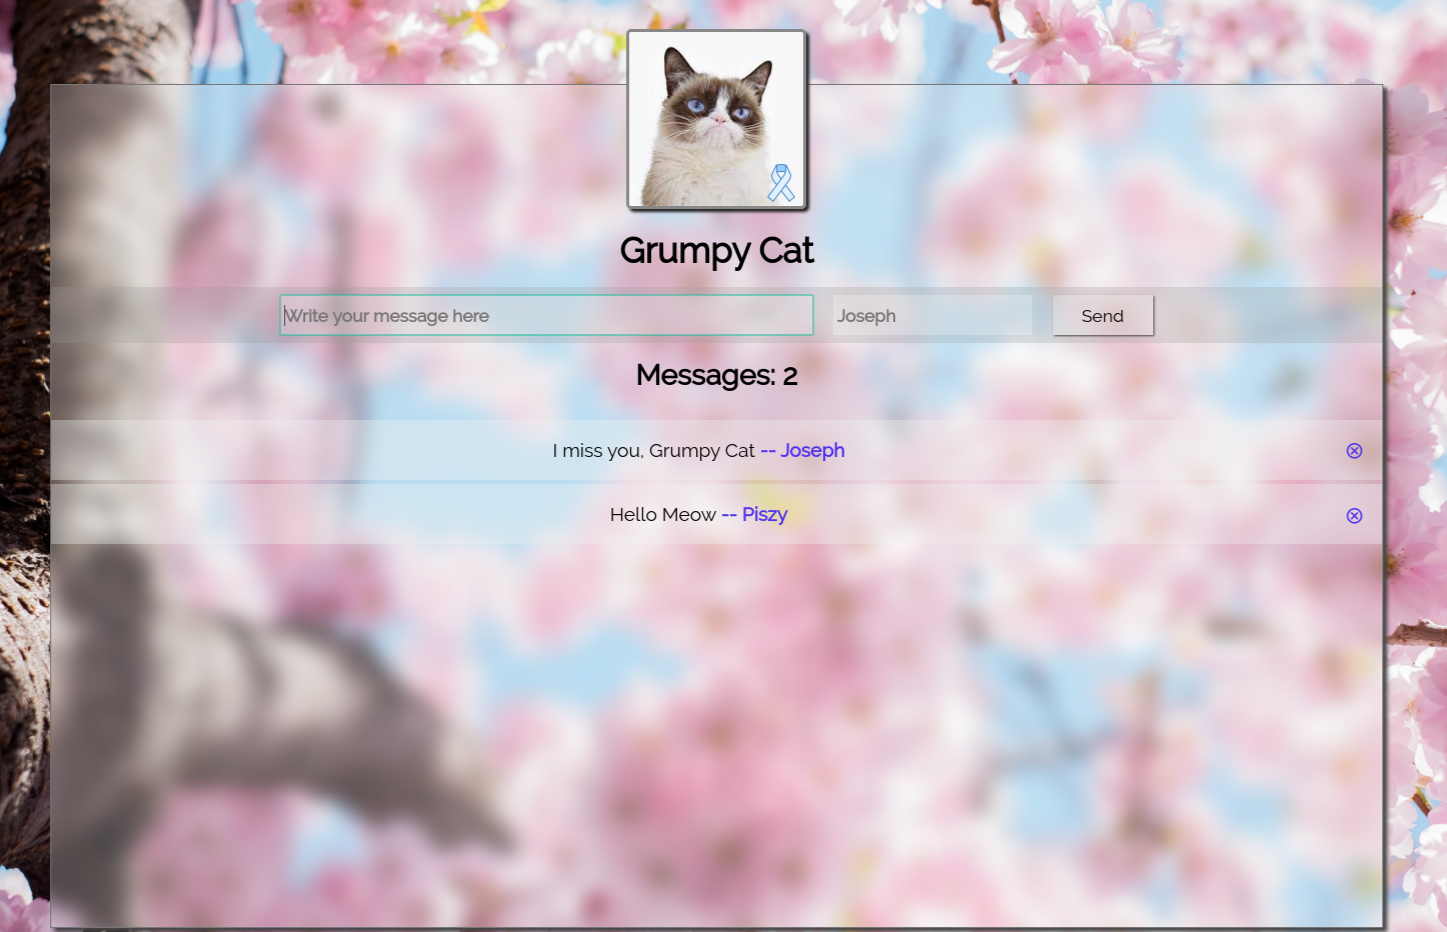 Grumpy Cat
Write your message here Joseph Send
Messages: 2
I miss you, Grumpy Cat -- Joseph
Hello Meow -- Piszy